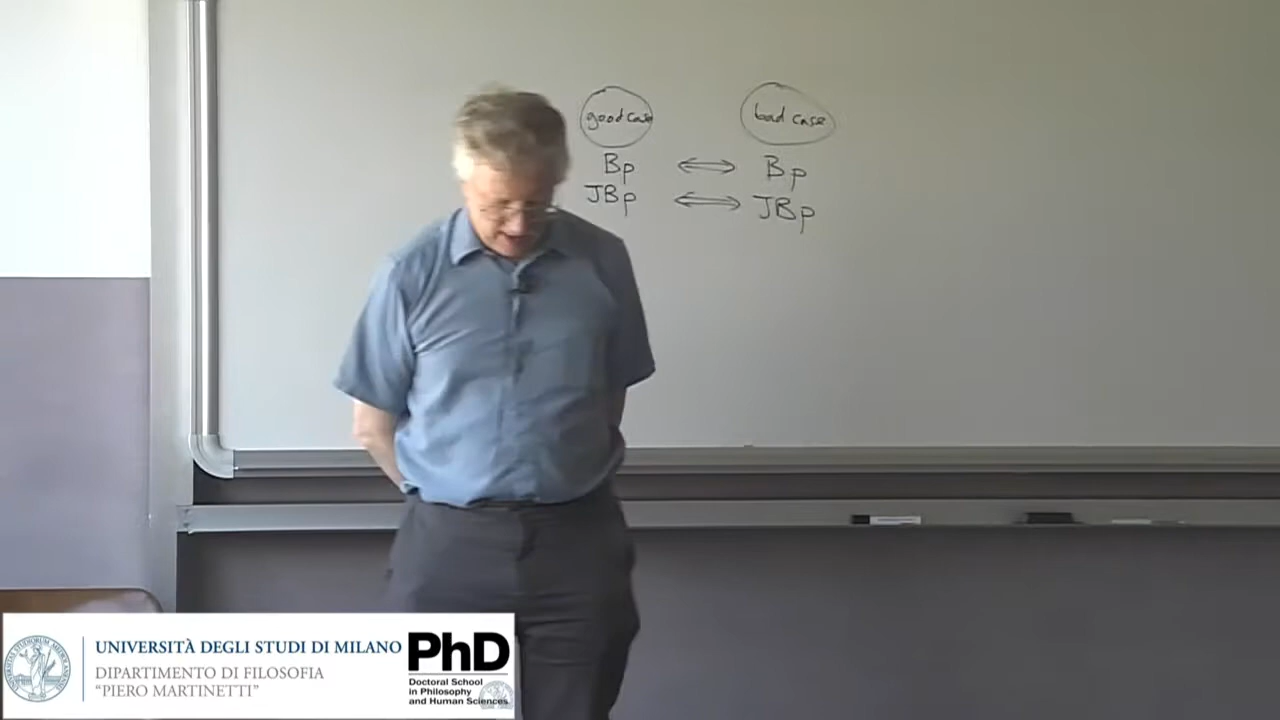 good case
bad case
Bp ⟺ Bp
JBp ⟺ JBp
UNIVERSITÀ DEGLI STUDI DI MILANO
DIPARTIMENTO DI FILOSOFIA
"PIERO MARTINETTI"
PhD
Doctoral School
in Philosophy
and Human Sciences